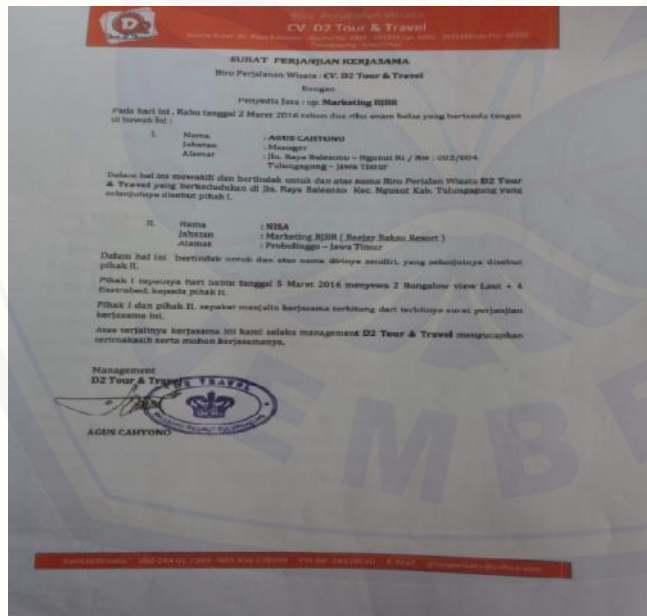 Biro Perjalanan Wisata
CV. D2 Tour & Travel
SURAT PERJANJIAN KERJASAMA
Biro Perjalanan Wisata : CV. D2 Tour & Travel
Dengan
Penyedia Jasa : up. Marketing BJBR
Pada hari ini , Rabu tanggal 2 Maret 2016 tahun dua ribu enam belas yang bertanda tangan
di bawah ini :
I. Nama : AGUS CAHYONO
Jabatan : Manager
Alamat : Jln. Raya Balesono - Ngunut Rt / Rw : 003/004
Tulungagung - Jawa Timur
Dalam hal ini mewakili dan bertindak untuk dan atas nama Biro Perjalan Wisata D2 Tour
& Travel yang berkedudukan di Jln. Raya Balesono Kec. Ngunut Kab. Tulungagung yang
selanjutnya disebut pihak I.
II. Nama : NISA
Jabatan : Marketing BJBR ( Beejay Bakau Resort )
Alamat : Probolinggo - Jawa Timur
Dalam hal ini bertindak untuk dan atas nama dirinya sendiri, yang selanjutnya disebut
pihak II.
Pihak I tepatnya hari Sabtu tanggal 5 Maret 2016 menyewa 2 Bungalow view Laut + 4
Extrabed, kepada pihak II.
Pihak I dan pihak II. sepakat menjalin kerjasama terhitung dari terbitnya surat perjanjian
kerjasama ini.
Atas terjalinya kerjasama ini kami selaku management D2 Tour & Travel mengucapkan
terimakasih serta mohon kerjasamanya.
Management
D2 Tour & Travel
TRAVEL
AGUS CAHYONO